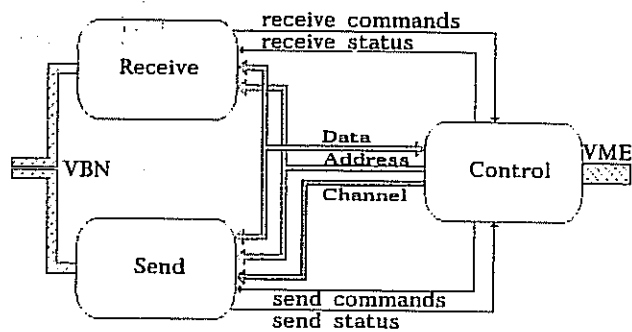 receive commands
receive status
Receive
Data
Address
Channel
Control
VME
VBN
Send
send commands
send status